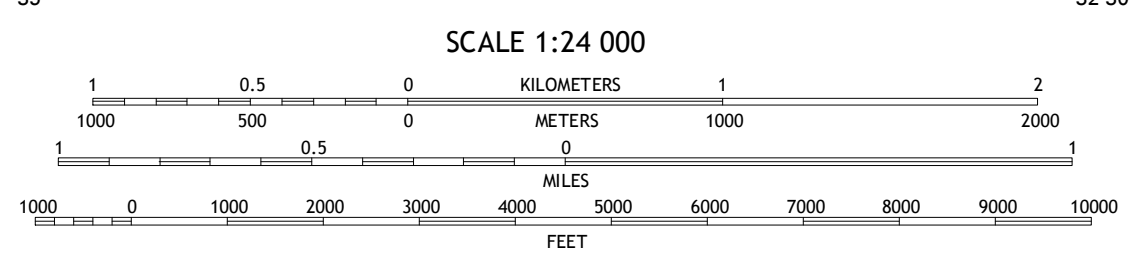 SCALE 1:24 000
1 0.5 0 KILOMETERS 1 2
1000 500 0 METERS 1000 2000
1 0.5 0 1
MILES
1000 0 1000 2000 3000 4000 5000 6000 7000 8000 9000 10000
FEET